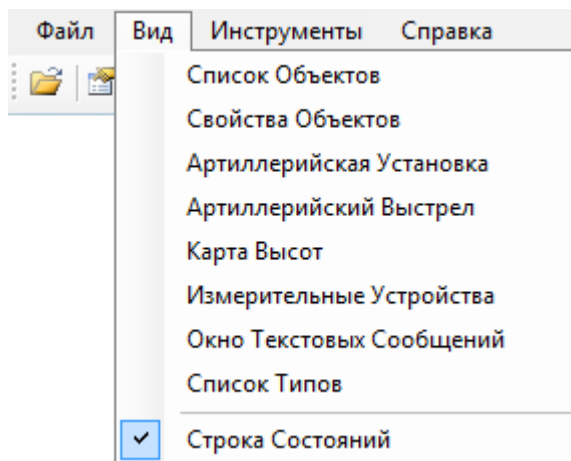 Файл Вид Инструменты Справка
Список Объектов
Свойства Объектов
Артиллерийская Установка
Артиллерийский Выстрел
Карта Высот
Измерительные Устройства
Окно Текстовых Сообщений
Список Типов
Строка Состояний